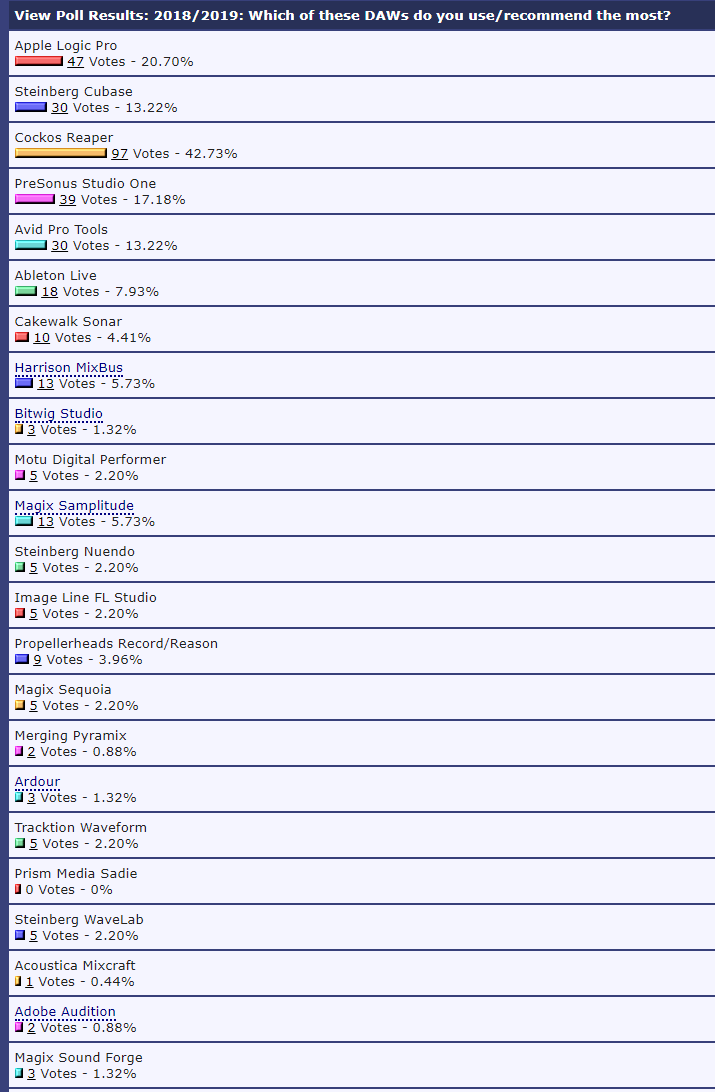 View Poll Results: 2018/2019: Which of these DAWs do you use/recommend the most?
Apple Logic Pro
47 Votes - 20.70%
Steinberg Cubase
30 Votes - 13.22%
Cockos Reaper
97 Votes - 42.73%
PreSonus Studio One
39 Votes - 17.18%
Avid Pro Tools
30 Votes - 13.22%
Ableton Live
18 Votes - 7.93%
Cakewalk Sonar
10 Votes - 4.41%
Harrison MixBus
13 Votes - 5.73%
Bitwig Studio
3 Votes - 1.32%
Motu Digital Performer
5 Votes - 2.20%
Magix Samplitude
13 Votes - 5.73%
Steinberg Nuendo
5 Votes - 2.20%
Image Line FL Studio
5 Votes - 2.20%
Propellerheads Record/Reason
9 Votes - 3.96%
Magix Sequoia
5 Votes - 2.20%
Merging Pyramix
2 Votes - 0.88%
Ardour
3 Votes - 1.32%
Tracktion Waveform
5 Votes - 2.20%
Prism Media Sadie
0 Votes - 0%
Steinberg WaveLab
5 Votes - 2.20%
Acoustica Mixcraft
1 Votes - 0.44%
Adobe Audition
2 Votes - 0.88%
Magix Sound Forge
3 Votes - 1.32%